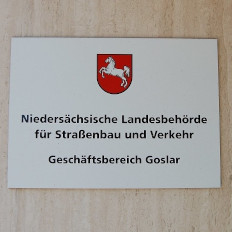 Niedersächsische Landesbehörde
für Straßenbau und Verkehr
Geschäftsbereich Goslar